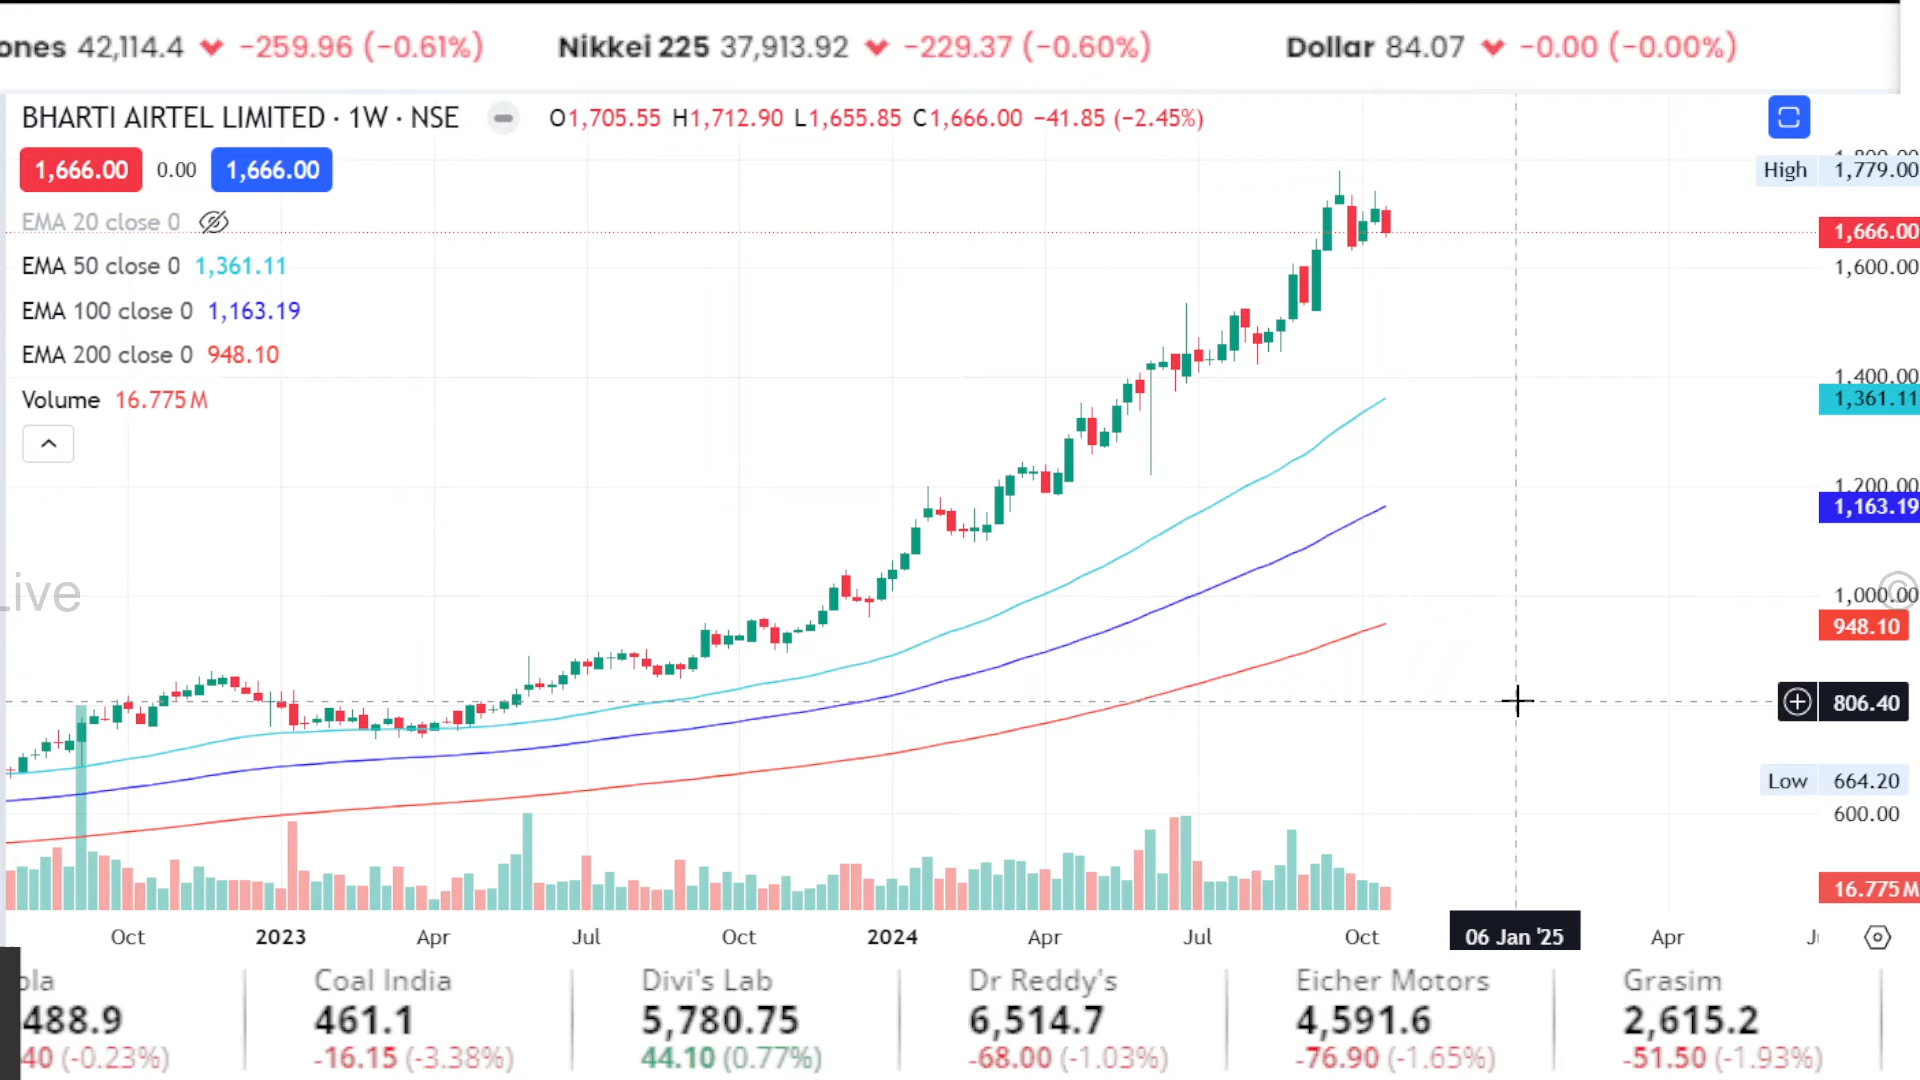 ones 42,114.4 -259.96 (-0.61%) Nikkei 225 37,913.92 -229.37 (-0.60%) Dollar 84.07 -0.00 (-0.00%)
BHARTI AIRTEL LIMITED · 1W · NSE O1,705.55 H1,712.90 L1,655.85 C1,666.00 −41.85 (−2.45%)
1,666.00 0.00 1,666.00
EMA 20 close 0
EMA 50 close 0 1,361.11
EMA 100 close 0 1,163.19
EMA 200 close 0 948.10
Volume 16.775M
1,800.00
High 1,779.00
1,666.00
1,600.00
1,400.00
1,361.11
1,200.00
1,163.19
Live
©
1,000.00
948.10
806.40
Low 664.20
600.00
16.775M
Oct 2023 Apr Jul Oct 2024 Apr Jul Oct 06 Jan '25 Apr
ola Coal India Divi's Lab Dr Reddy's Eicher Motors Grasim
488.9 461.1 5,780.75 6,514.7 4,591.6 2,615.2
40 (-0.23%) -16.15 (-3.38%) 44.10 (0.77%) -68.00 (-1.03%) -76.90 (-1.65%) -51.50 (-1.93%)